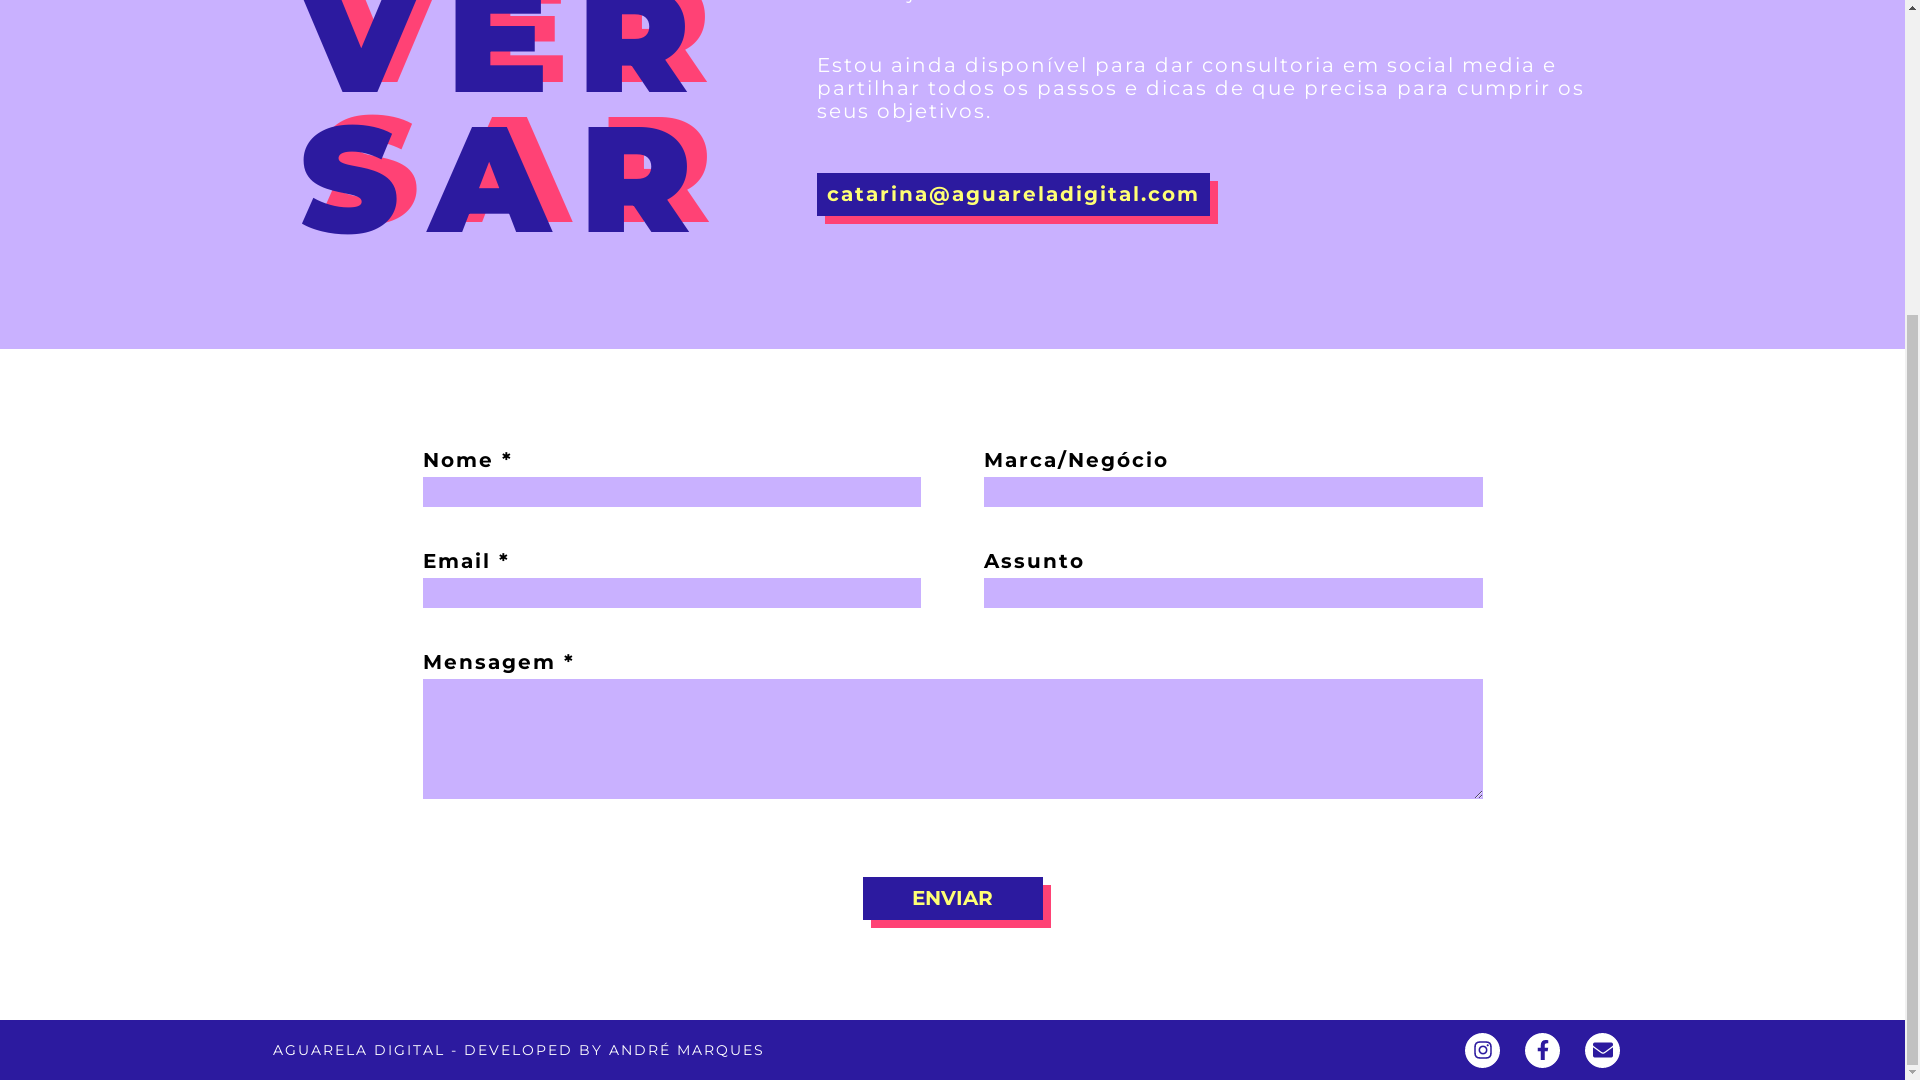 VER
SAR
Estou ainda disponível para dar consultoria em social media e
partilhar todos os passos e dicas de que precisa para cumprir os
seus objetivos.
catarina@aguareladigital.com
Nome *
Marca/Negócio
Email *
Assunto
Mensagem *
ENVIAR
AGUARELA DIGITAL - DEVELOPED BY ANDRÉ MARQUES